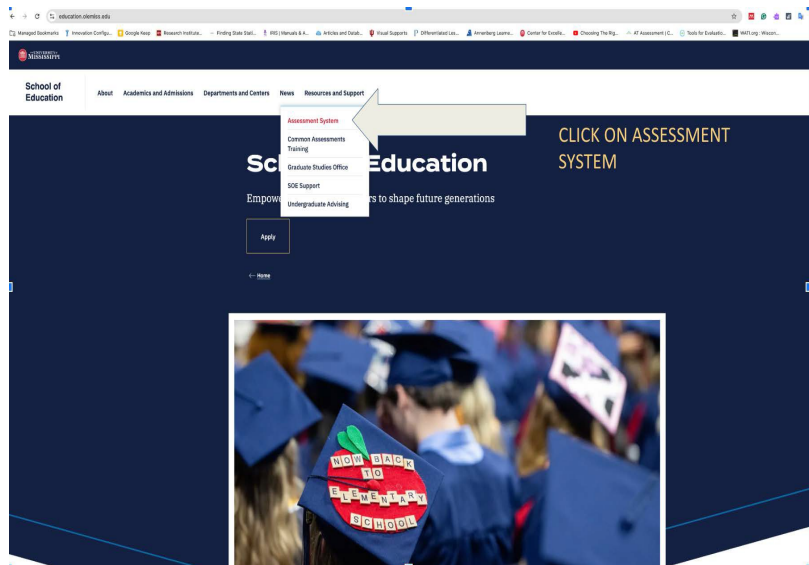 education.olemiss.edu
Managed Bookmarks Innovation Configu... Google Keep Research Institute... Finding State Stati... IRIS | Manuals & A... Articles and Datab... Visual Supports Differentiated Les... Annenberg Learne... Center for Excelle... Choosing The Rig... AT Assessment | C... Tools for Evaluatio... WATI.org : Wiscon...
UNIVERSITY
MISSISSIPPI
School of
Education
About Academics and Admissions Departments and Centers News Resources and Support
Assessment System
Common Assessments
Training
Graduate Studies Office
SOE Support
Undergraduate Advising
CLICK ON ASSESSMENT
SYSTEM
Sc Education
Empow rs to shape future generations
Apply
← Home
NOW BACK
TO
ELEMENTARY
SCHOOL